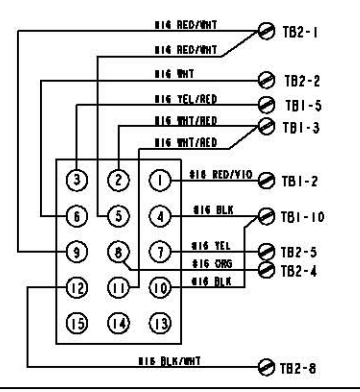 #16 RED/WHT
TB2-1
#16 RED/WHT
#16 WHT
TB2-2
#16 YEL/RED
TB1-5
#16 WHT/RED
TB1-3
#16 WHT/RED
3 2 1
#16 RED/VIO
TB1-2
6 5 4
#16 BLK
TB1-10
9 8 7
#16 YEL
TB2-5
#16 ORG
TB2-4
12 11 10
#16 BLK
15 14 13
#16 BLK/WHT
TB2-8